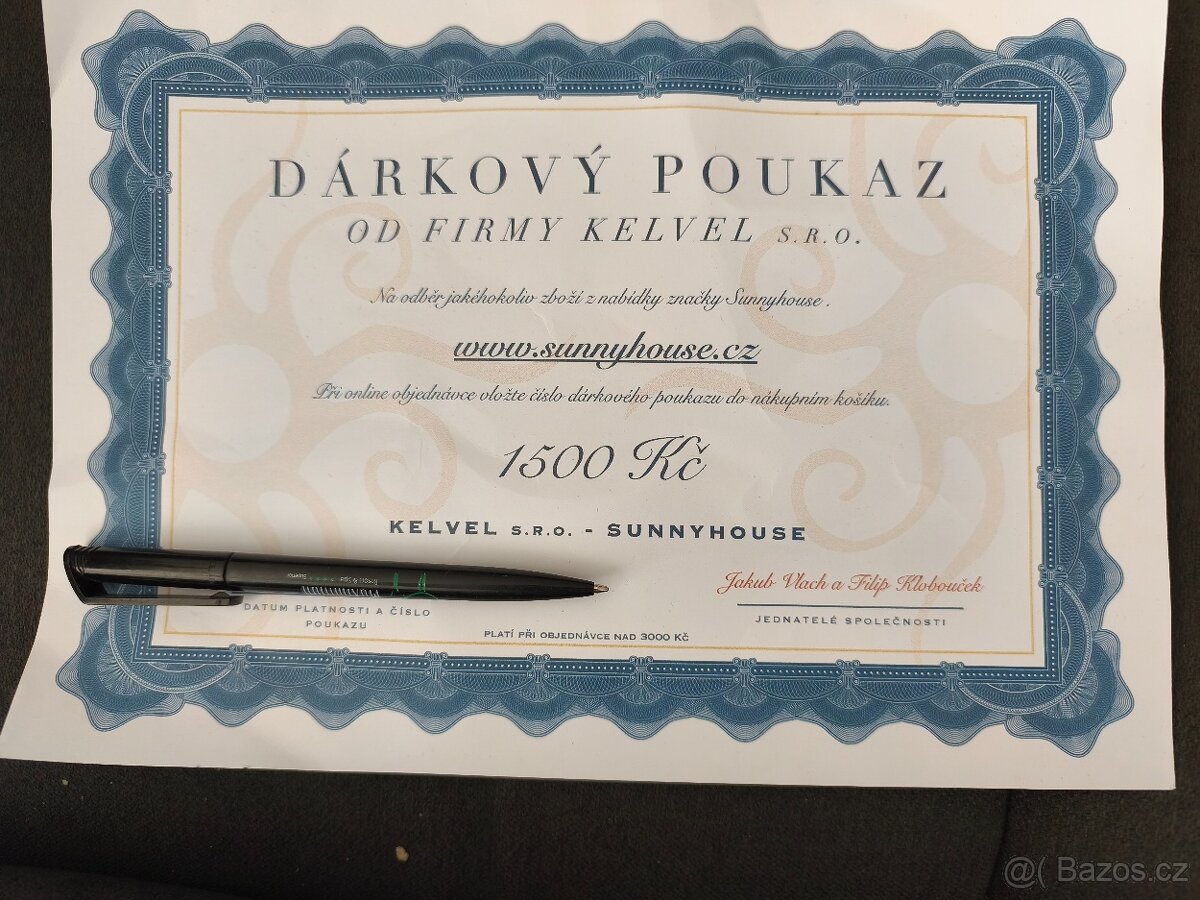 DÁRKOVÝ POUKAZ
OD FIRMY KELVEL S.R.O.
Na odběr jakéhokoliv zboží z nabídky značky Sunnyhouse.
www.sunnyhouse.cz
Při online objednávce vložte číslo dárkového poukazu do nákupním košíku.
1500 Kč
KELVEL S.R.O. - SUNNYHOUSE
Jakub Vlach a Filip Klobouček
DATUM PLATNOSTI A ČÍSLO
POUKAZU
JEDNATELÉ SPOLEČNOSTI
PLATÍ PŘI OBJEDNÁVCE NAD 3000 KČ
@( Bazos.cz